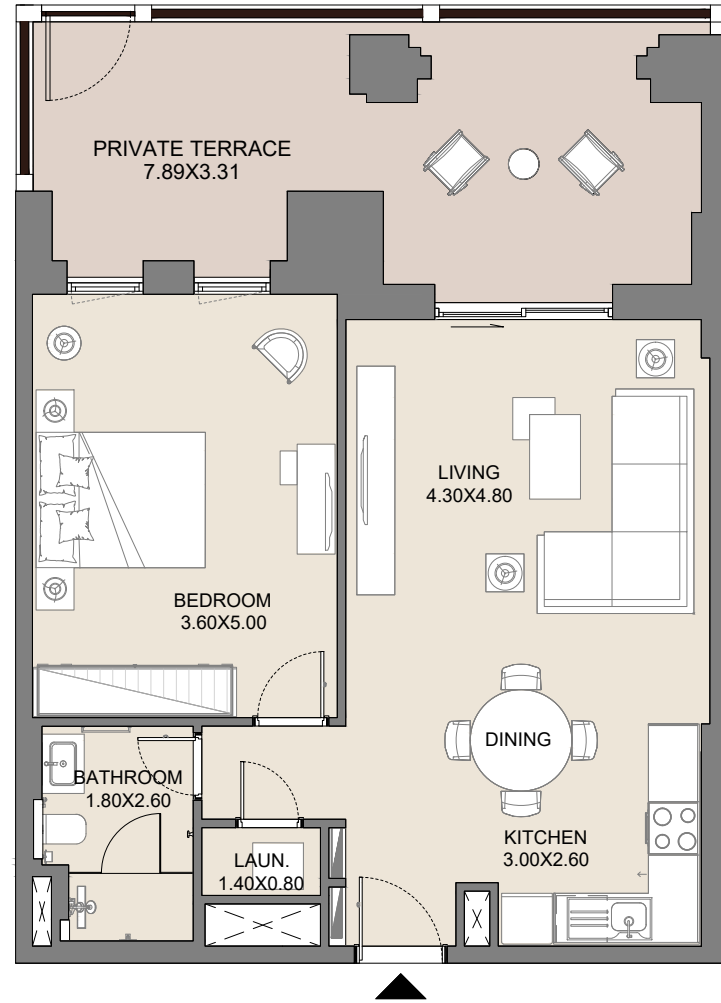 PRIVATE TERRACE
7.89X3.31
LIVING
4.30X4.80
BEDROOM
3.60X5.00
DINING
BATHROOM
1.80X2.60
KITCHEN
3.00X2.60
LAUN.
1.40X0.80